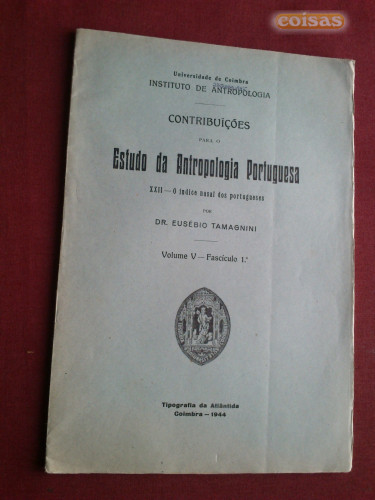 coisas
Universidade de Coimbra
INSTITUTO DE ANTROPOLOGIA
CONTRIBUÏÇÕES
PARA O
Estudo da Antropologia Portuguesa
XXII — O índice nasal dos portugueses
POR
DR. EUSÉBIO TAMAGNINI
Volume V — Fascículo 1.º
Tipografia da Atlântida
Coimbra — 1944